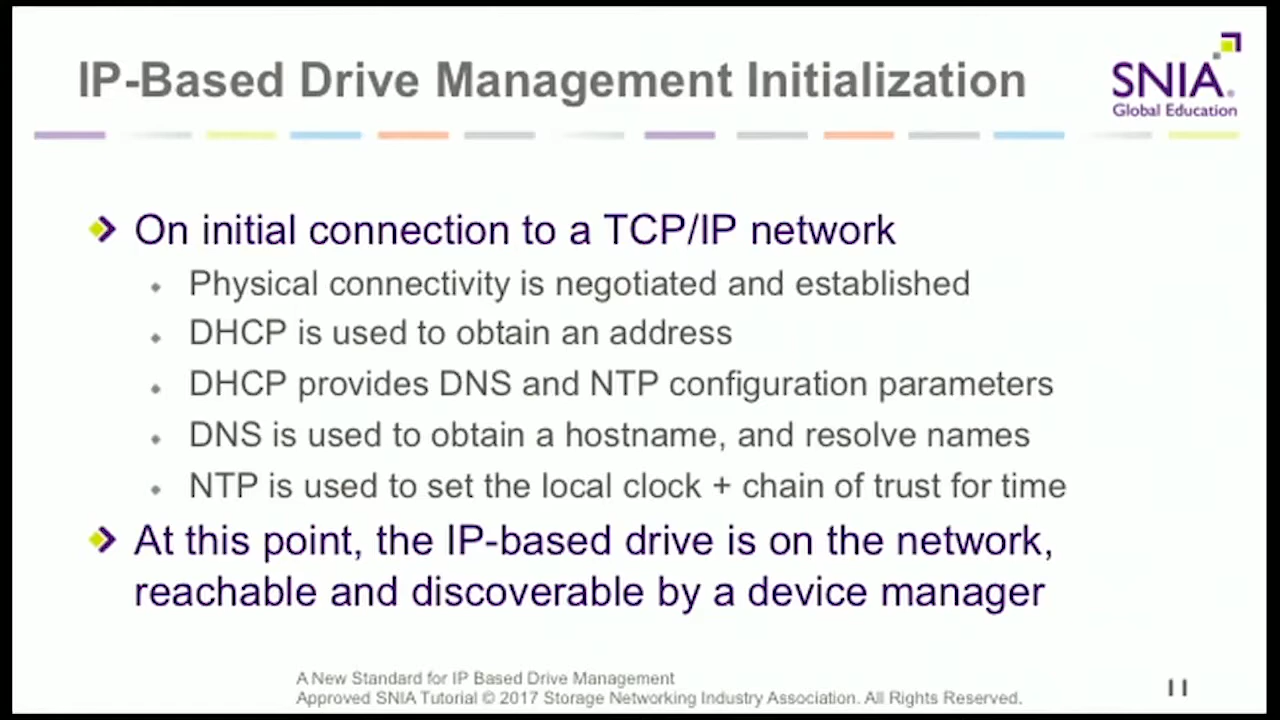 IP-Based Drive Management Initialization
SNIA.
Global Education
On initial connection to a TCP/IP network
Physical connectivity is negotiated and established
DHCP is used to obtain an address
DHCP provides DNS and NTP configuration parameters
DNS is used to obtain a hostname, and resolve names
NTP is used to set the local clock + chain of trust for time
At this point, the IP-based drive is on the network,
reachable and discoverable by a device manager
A New Standard for IP Based Drive Management
Approved SNIA Tutorial © 2017 Storage Networking Industry Association. All Rights Reserved.
11